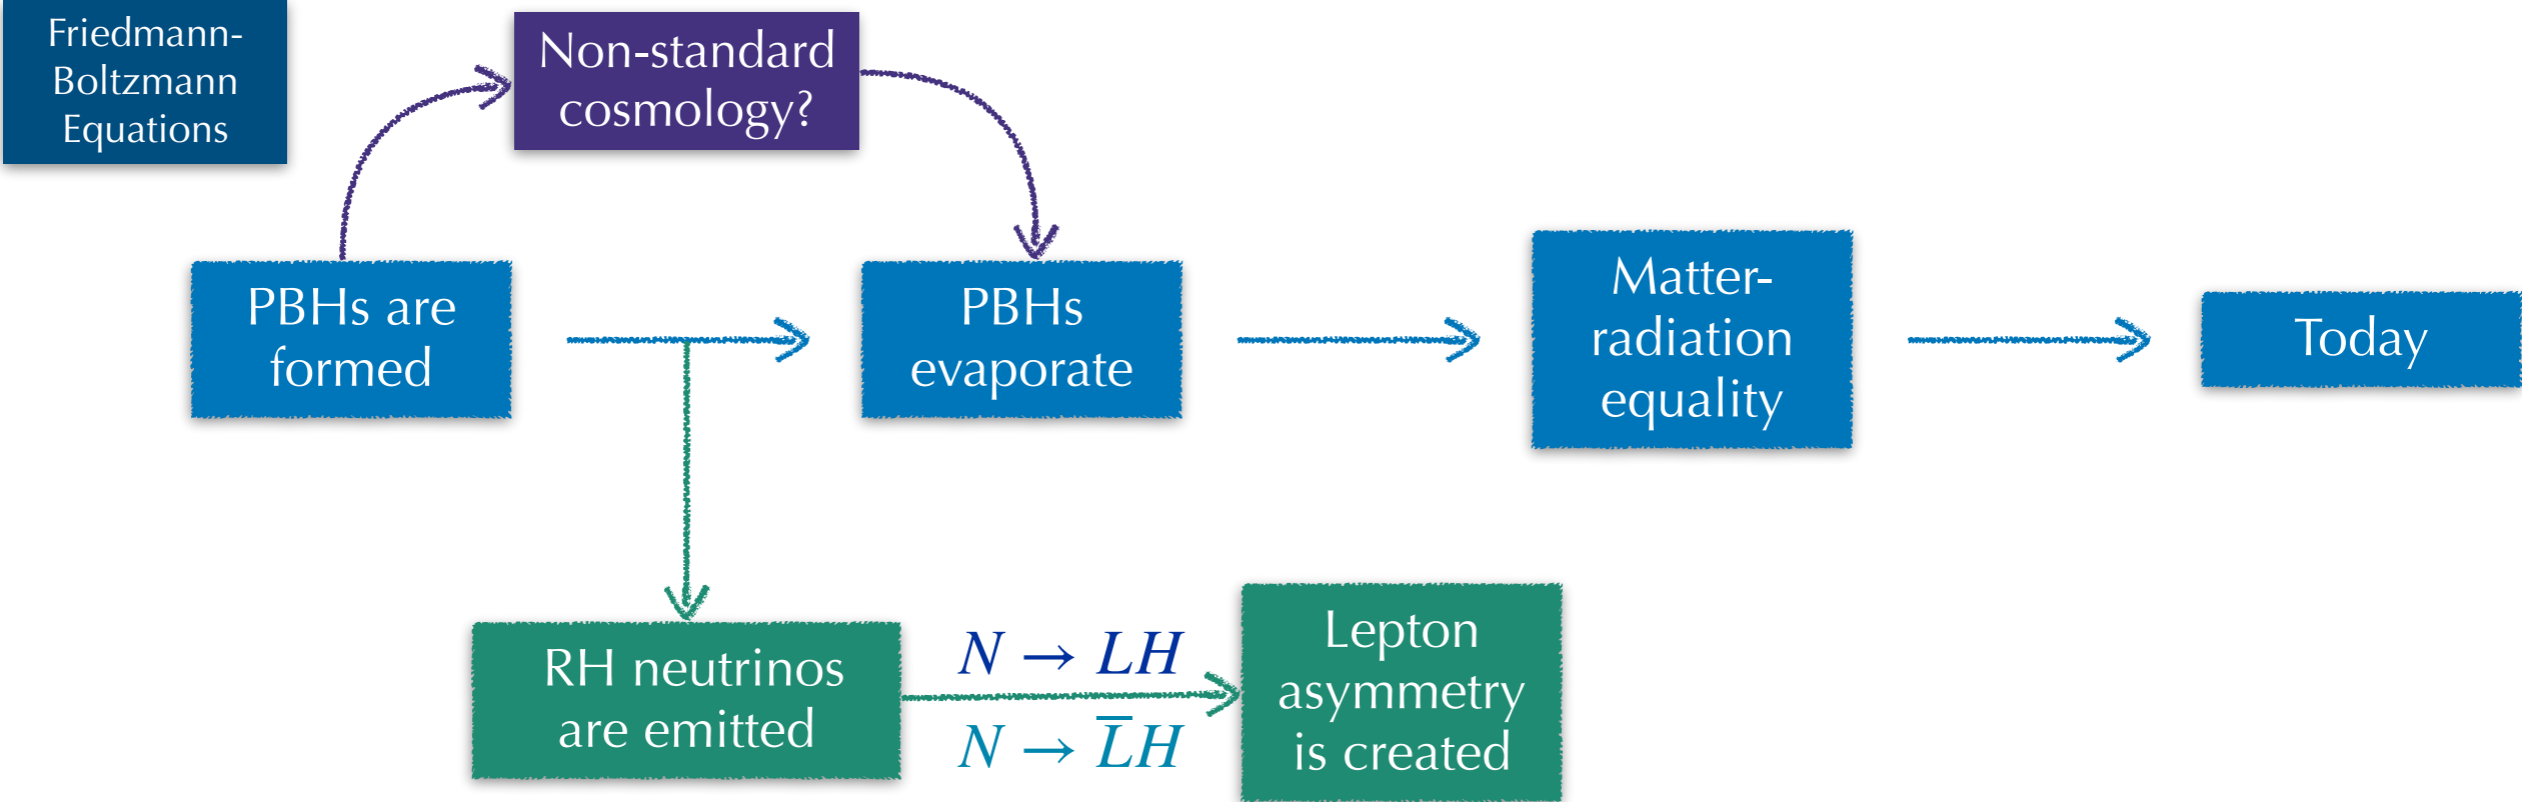 Friedmann-
Boltzmann
Equations
Non-standard
cosmology?
PBHs are
formed
PBHs
evaporate
Matter-
radiation
equality
Today
RH neutrinos
are emitted
N → LH
N → L̅H
Lepton
asymmetry
is created